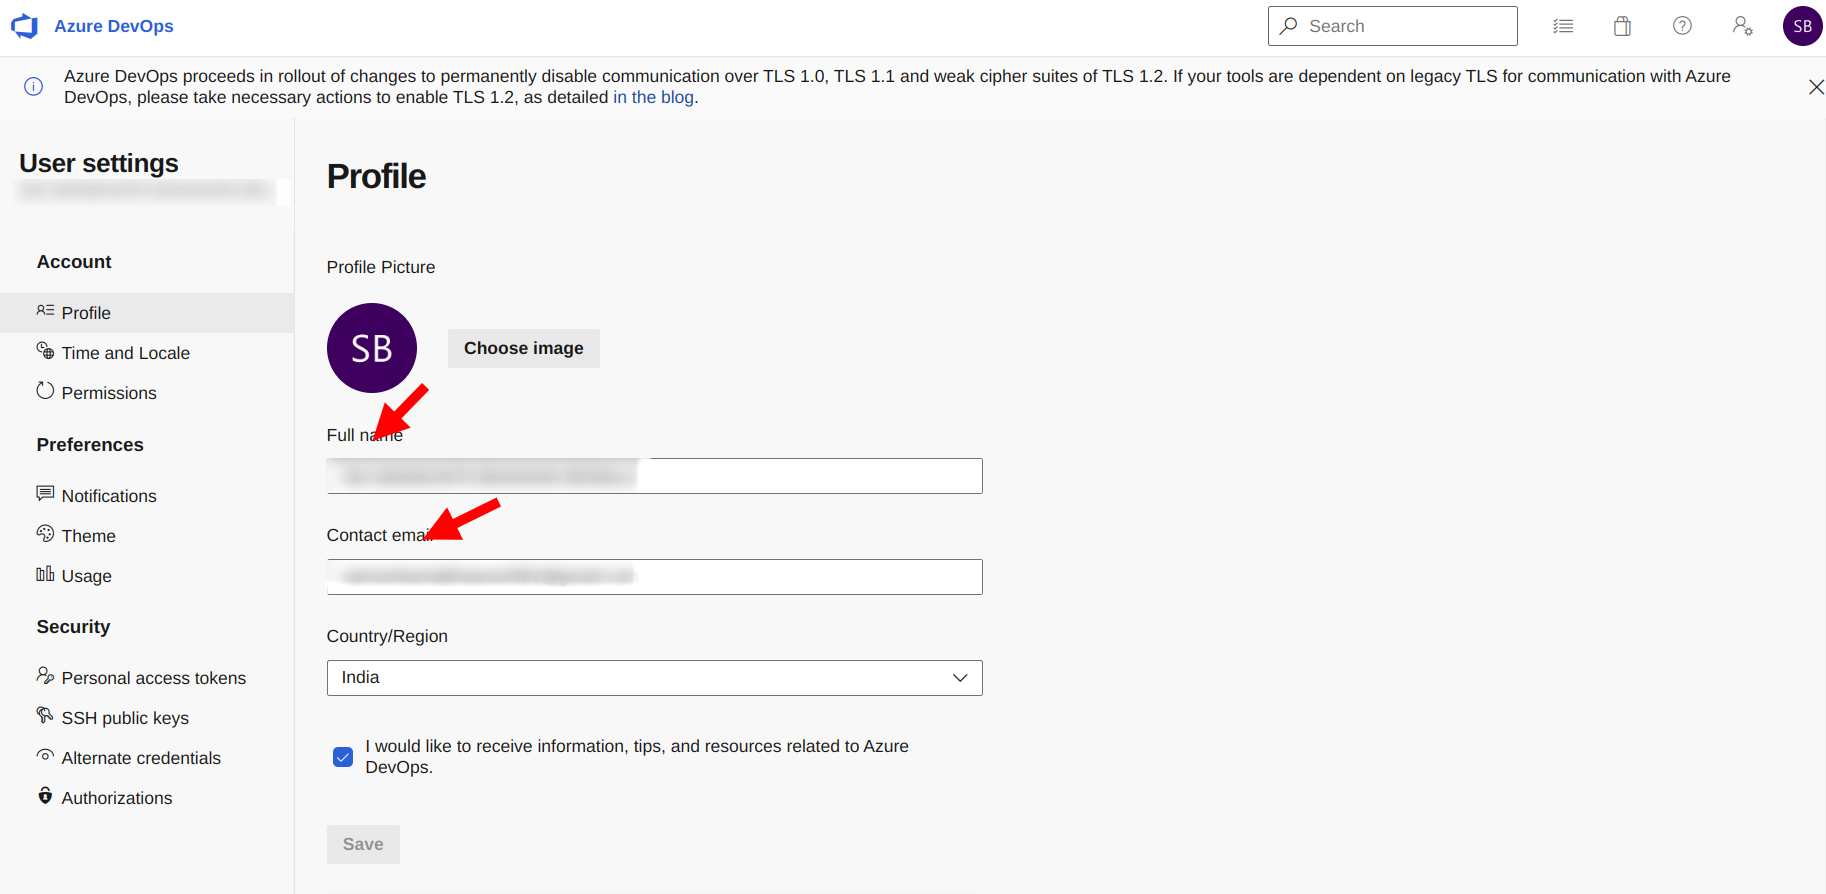 Azure DevOps
Search
SB
Azure DevOps proceeds in rollout of changes to permanently disable communication over TLS 1.0, TLS 1.1 and weak cipher suites of TLS 1.2. If your tools are dependent on legacy TLS for communication with Azure
DevOps, please take necessary actions to enable TLS 1.2, as detailed in the blog.
User settings
Account
Profile
Time and Locale
Permissions
Preferences
Notifications
Theme
Usage
Security
Personal access tokens
SSH public keys
Alternate credentials
Authorizations
Profile
Profile Picture
SB
Choose image
Full name
Contact email
Country/Region
India
I would like to receive information, tips, and resources related to Azure
DevOps.
Save